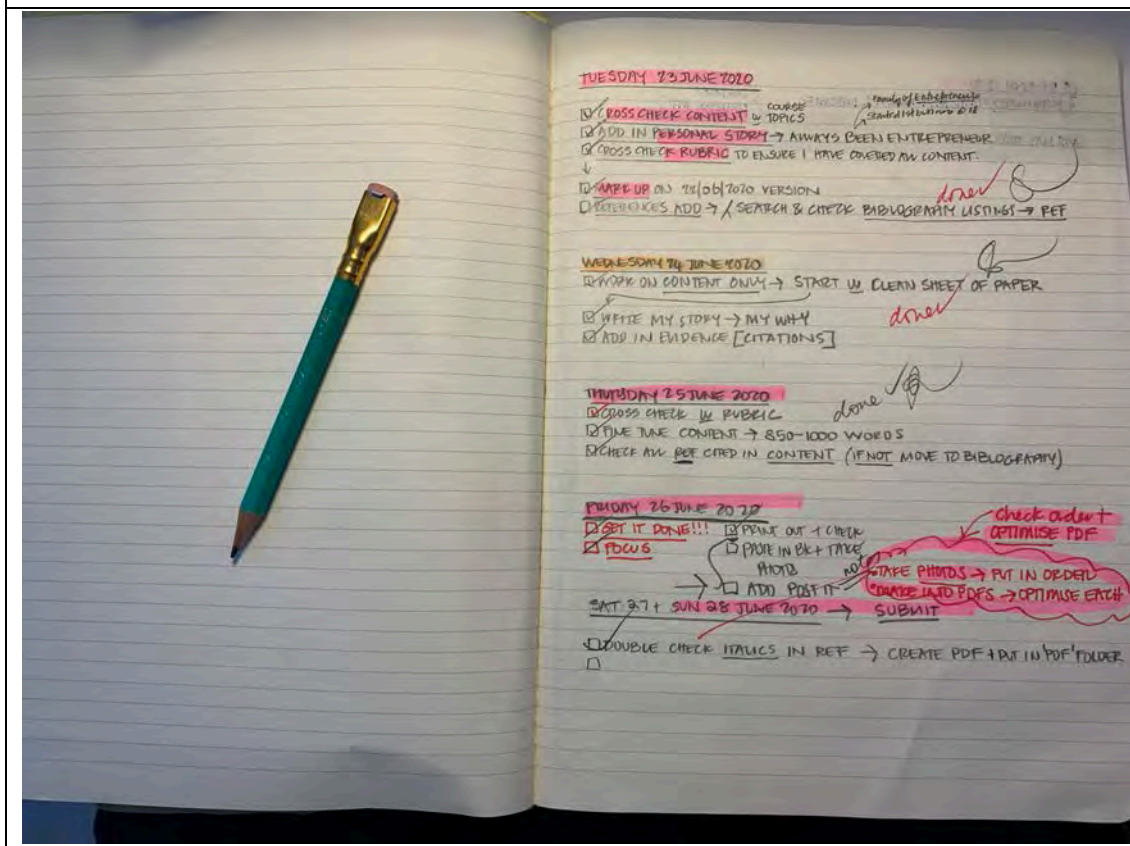 TUESDAY 23 JUNE 2020
Family of Entrepreneurs
☑ CROSS CHECK CONTENT w COURSE TOPICS
☑ ADD IN PERSONAL STORY → ALWAYS BEEN ENTREPRENEUR
☑ CROSS CHECK RUBRIC TO ENSURE I HAVE COVERED ALL CONTENT.
↓
☑ MARK UP ON /06/2020 VERSION
done
☑ REFERENCES ADD → / SEARCH & CHECK BIBLOGRAPHY LISTINGS → REF
WEDNESDAY 24 JUNE 2020
☑ WORK ON CONTENT ONLY → START w CLEAN SHEET OF PAPER
☑ WRITE MY STORY → MY WHY
done
☑ ADD IN EVIDENCE [CITATIONS]
THURSDAY 25 JUNE 2020
☑ CROSS CHECK w RUBRIC
done
☑ FINE TUNE CONTENT → 850-1000 WORDS
☑ CHECK ALL REF CITED IN CONTENT (IF NOT MOVE TO BIBLOGRAPHY)
FRIDAY 26 JUNE 2020
☑ GET IT DONE!!! ☑ PRINT OUT + CHECK
☑ FOCUS
☐ PASTE IN BK + TAKE
PHOTOS
→ ☐ ADD POST IT
check order +
OPTIMISE PDF
TAKE PHOTOS → PUT IN ORDER
MAKE INTO PDFS → OPTIMISE EACH
SAT 27 + SUN 28 JUNE 2020 → SUBMIT
☑ DOUBLE CHECK ITALICS IN REF → CREATE PDF + PUT IN 'PDF' FOLDER
☐